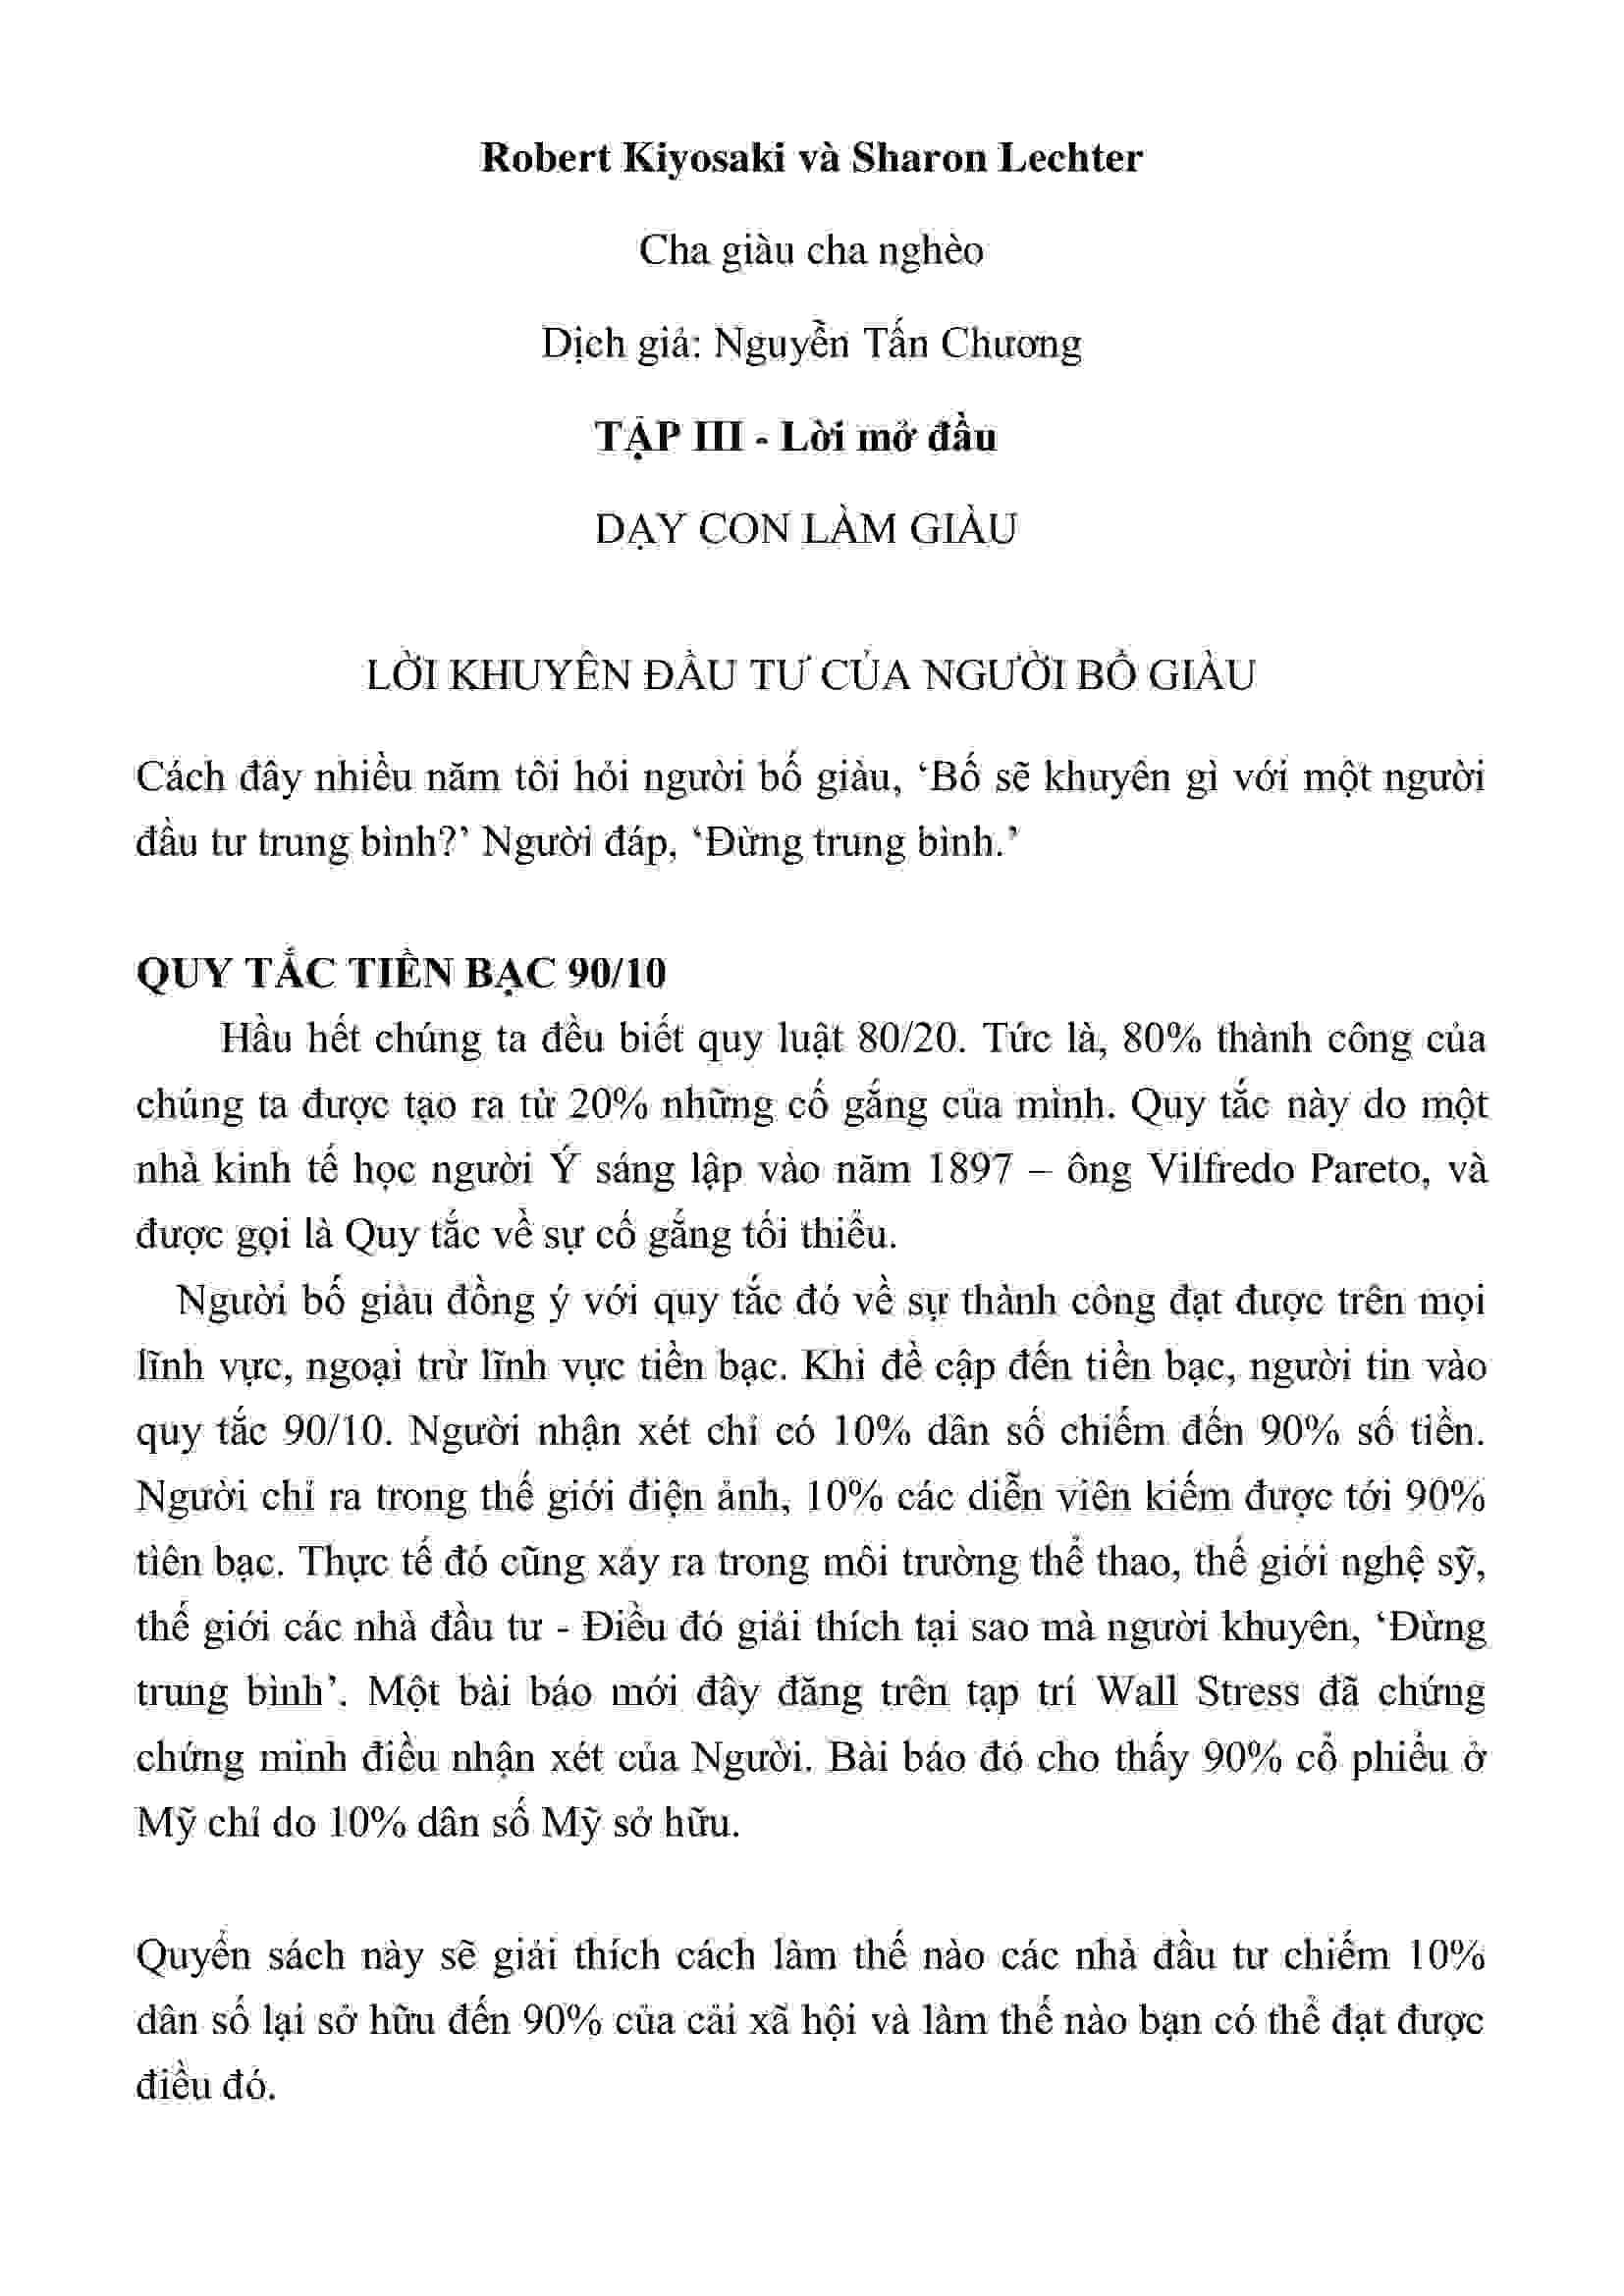 Robert Kiyosaki và Sharon Lechter
Cha giàu cha nghèo
Dịch giả: Nguyễn Tấn Chương
TẬP III - Lời mở đầu
DẠY CON LÀM GIÀU
LỜI KHUYÊN ĐẦU TƯ CỦA NGƯỜI BỐ GIÀU
Cách đây nhiều năm tôi hỏi người bố giàu, ‘Bố sẽ khuyên gì với một người
đầu tư trung bình?’ Người đáp, ‘Đừng trung bình.’
QUY TẮC TIỀN BẠC 90/10
Hầu hết chúng ta đều biết quy luật 80/20. Tức là, 80% thành công của
chúng ta được tạo ra từ 20% những cố gắng của mình. Quy tắc này do một
nhà kinh tế học người Ý sáng lập vào năm 1897 – ông Vilfredo Pareto, và
được gọi là Quy tắc về sự cố gắng tối thiểu.
Người bố giàu đồng ý với quy tắc đó về sự thành công đạt được trên mọi
lĩnh vực, ngoại trừ lĩnh vực tiền bạc. Khi đề cập đến tiền bạc, người tin vào
quy tắc 90/10. Người nhận xét chỉ có 10% dân số chiếm đến 90% số tiền.
Người chỉ ra trong thế giới điện ảnh, 10% các diễn viên kiếm được tới 90%
tiền bạc. Thực tế đó cũng xảy ra trong môi trường thể thao, thế giới nghệ sỹ,
thế giới các nhà đầu tư - Điều đó giải thích tại sao mà người khuyên, ‘Đừng
trung bình’. Một bài báo mới đây đăng trên tạp trí Wall Stress đã chứng
chứng minh điều nhận xét của Người. Bài báo đó cho thấy 90% cổ phiếu ở
Mỹ chỉ do 10% dân số Mỹ sở hữu.
Quyển sách này sẽ giải thích cách làm thế nào các nhà đầu tư chiếm 10%
dân số lại sở hữu đến 90% của cải xã hội và làm thế nào bạn có thể đạt được
điều đó.